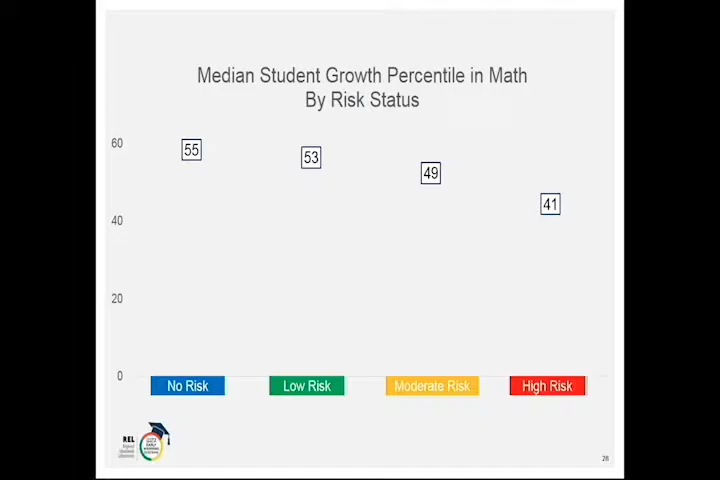 Median Student Growth Percentile in Math
By Risk Status
60
55
53
49
41
40
20
0
No Risk
Low Risk
Moderate Risk
High Risk
REL
28